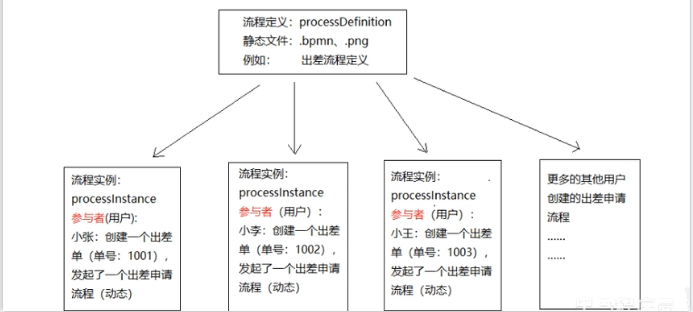 流程定义：processDefinition
静态文件：.bpmn、.png
例如： 出差流程定义
流程实例：
processInstance
参与者(用户):
小张：创建一个出差
单（单号：1001），
发起了一个出差申请
流程（动态）
流程实例：
processInstance
参与者（用户）：
小李：创建一个出差
单（单号：1002），
发起了一个出差申请
流程（动态）
流程实例：
processInstance
参与者（用户）：
小王：创建一个出差
单（单号：1003），
发起了一个出差申请
流程（动态）
更多的其他用户
创建的出差申请
流程
......
......